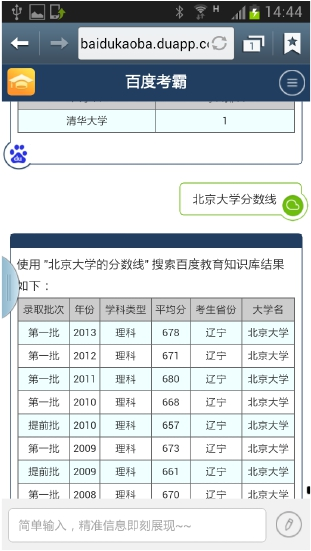 H 14:44
baidukaoba.duapp.c
1
百度考霸
清华大学 1
du
北京大学分数线
使用 "北京大学的分数线" 搜索百度教育知识库结果
如下：
录取批次 年份 学科类型 平均分 考生省份 大学名
第一批 2013 理科 678 辽宁 北京大学
第一批 2012 理科 671 辽宁 北京大学
第一批 2011 理科 680 辽宁 北京大学
第一批 2010 理科 668 辽宁 北京大学
提前批 2010 理科 657 辽宁 北京大学
第一批 2009 理科 673 辽宁 北京大学
提前批 2009 理科 661 辽宁 北京大学
第一批 2008 理科 670 辽宁 北京大学
简单输入，精准信息即刻展现~~